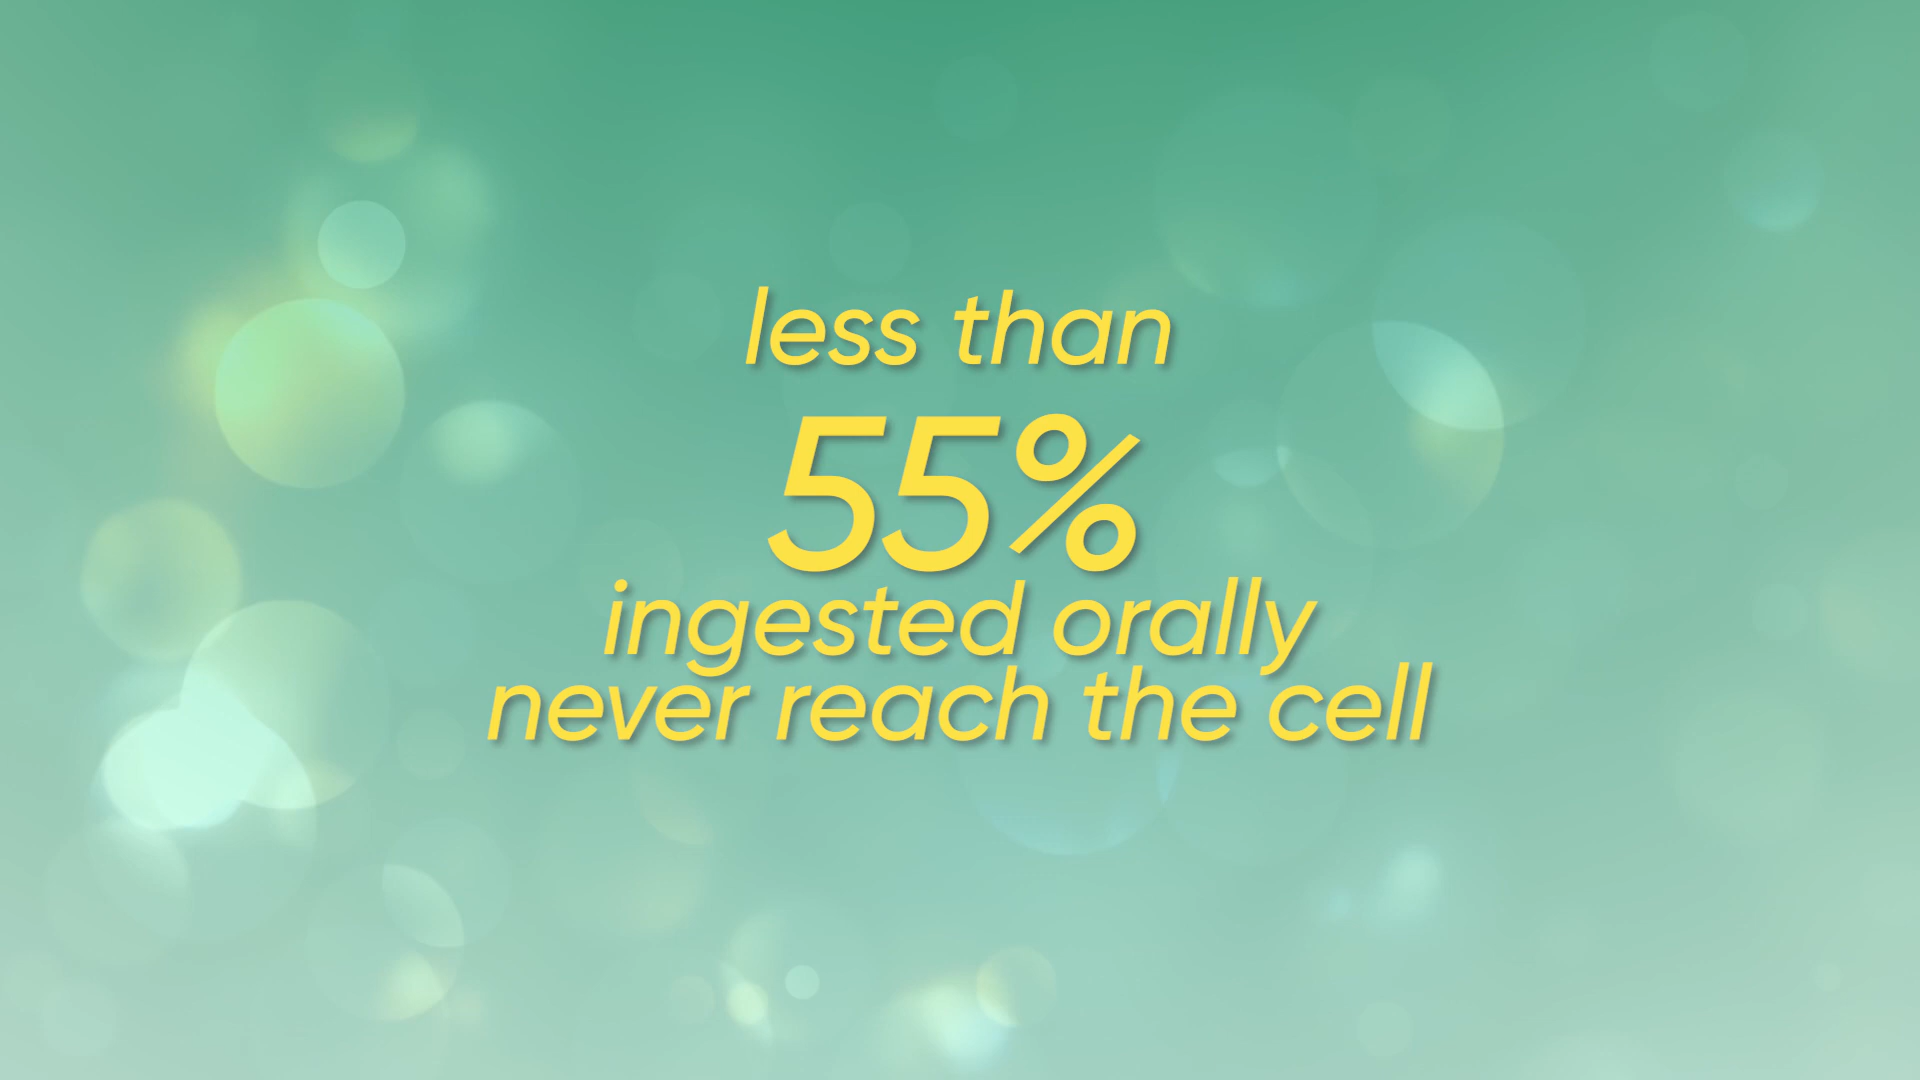 less than
55%
ingested orally
never reach the cell